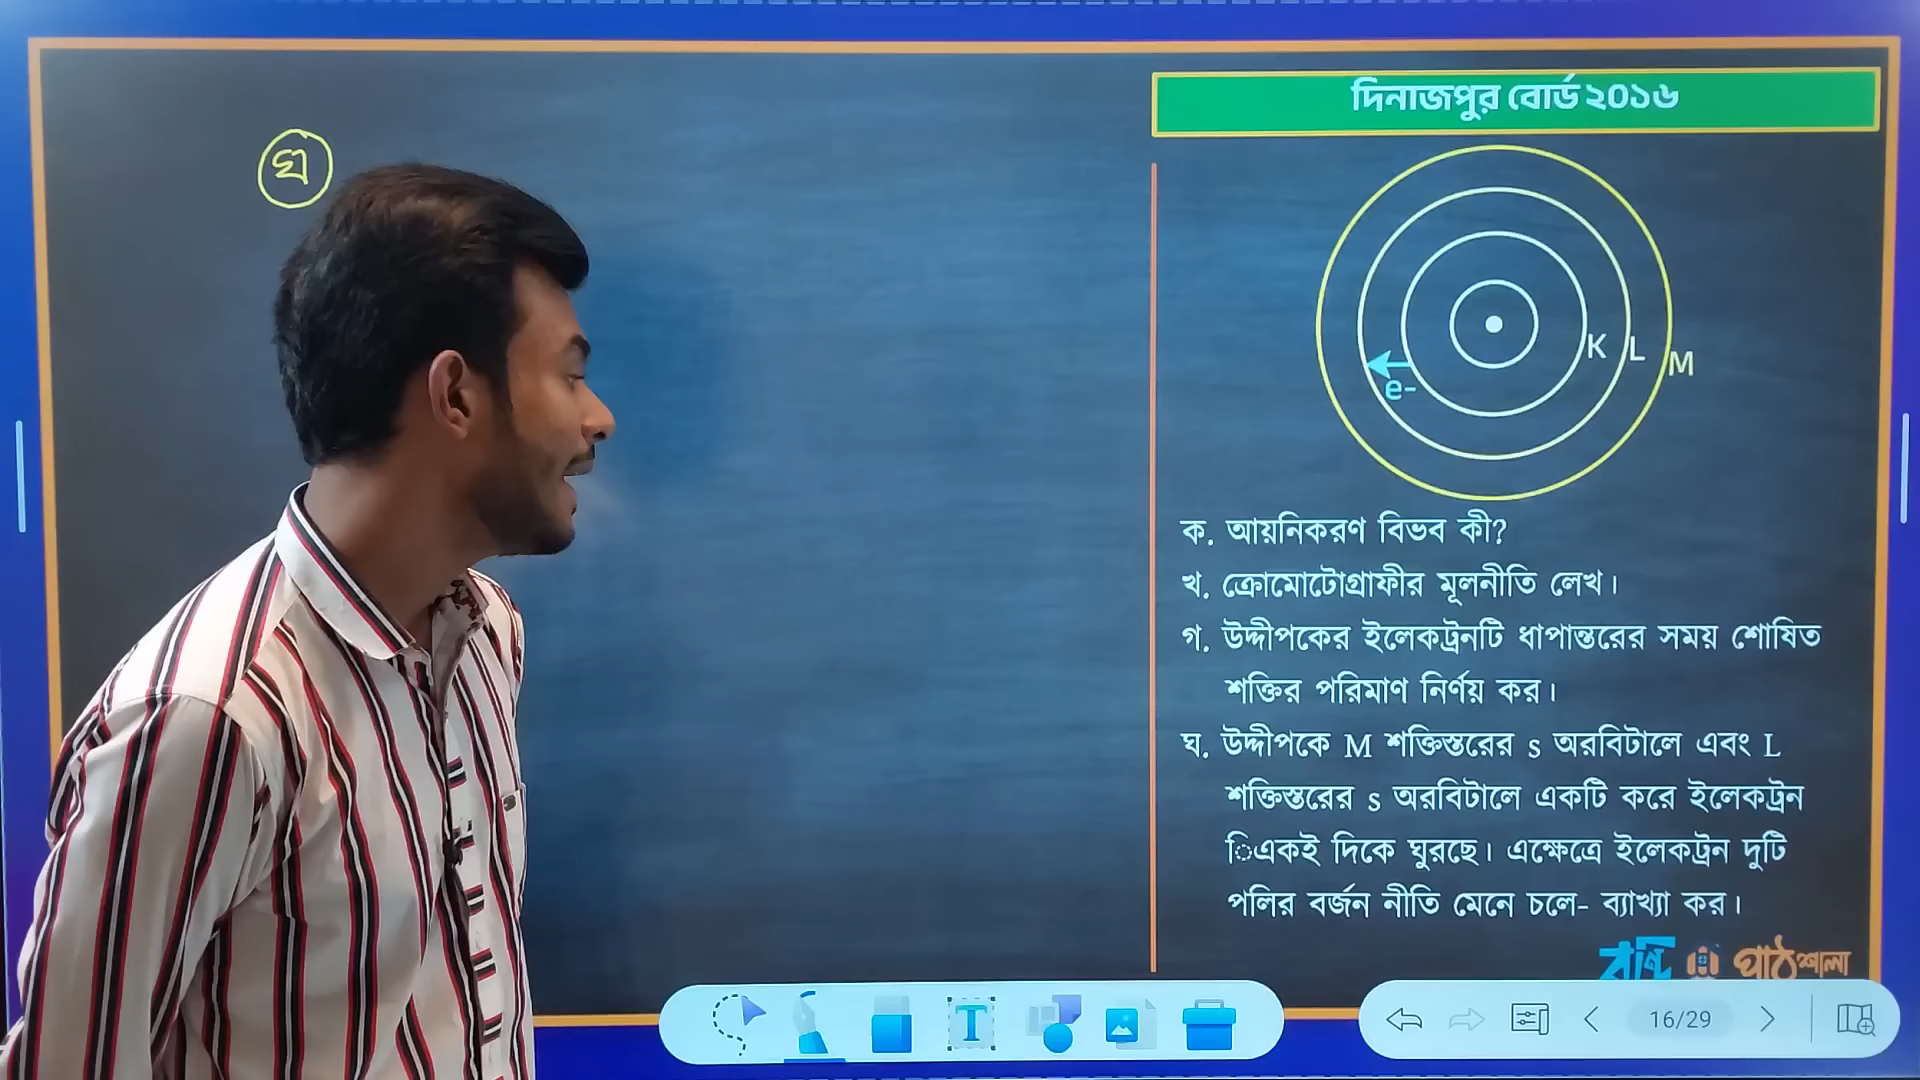 দিনাজপুর বোর্ড ২০১৬
ঘ
K L M
e-
ক. আয়নিকরণ বিভব কী?
খ. ক্রোমোটোগ্রাফীর মূলনীতি লেখ।
গ. উদ্দীপকের ইলেকট্রনটি ধাপান্তরের সময় শোষিত
শক্তির পরিমাণ নির্ণয় কর।
ঘ. উদ্দীপকে M শক্তিস্তরের s অরবিটালে এবং L
শক্তিস্তরের s অরবিটালে একটি করে ইলেকট্রন
িএকই দিকে ঘুরছে। এক্ষেত্রে ইলেকট্রন দুটি
পলির বর্জন নীতি মেনে চলে- ব্যাখ্যা কর।
পাঠশালা
T
16/29